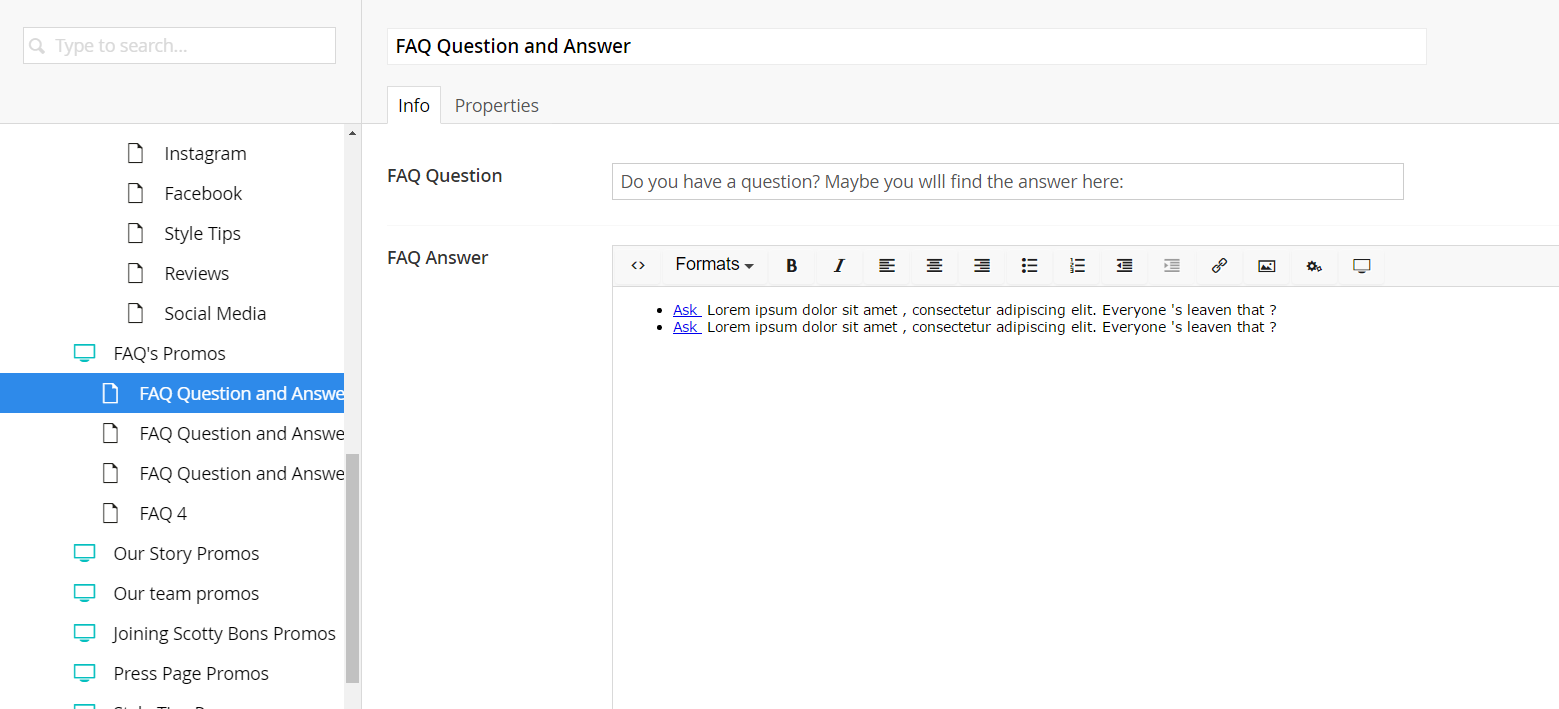 Type to search...
FAQ Question and Answer
Info Properties
Instagram
Facebook
Style Tips
Reviews
Social Media
FAQ's Promos
FAQ Question and Answe
FAQ Question and Answe
FAQ Question and Answe
FAQ 4
Our Story Promos
Our team promos
Joining Scotty Bons Promos
Press Page Promos
FAQ Question
Do you have a question? Maybe you will find the answer here:
FAQ Answer
Formats B I
Ask Lorem ipsum dolor sit amet , consectetur adipiscing elit. Everyone 's leaven that ?
Ask Lorem ipsum dolor sit amet , consectetur adipiscing elit. Everyone 's leaven that ?